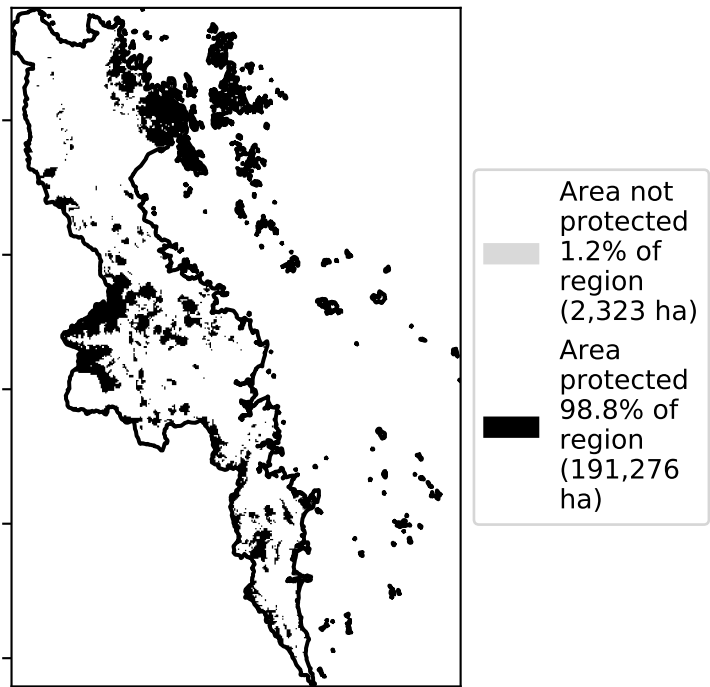 Area not
protected
1.2% of
region
(2,323 ha)
Area
protected
98.8% of
region
(191,276
ha)